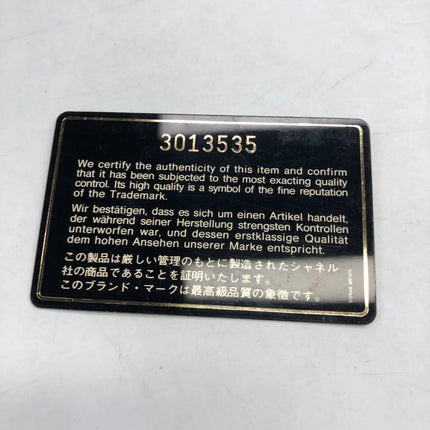 3013535
We certify the authenticity of this item and confirm
that it has been subjected to the most exacting quality
control. Its high quality is a symbol of the fine reputation
of the Trademark.
Wir bestätigen, dass es sich um einen Artikel handelt,
der während seiner Herstellung strengsten Kontrollen
unterworfen war, und dessen erstklassige Qualität
dem hohen Ansehen unserer Marke entspricht.
この製品は厳しい管理のもとに製造されたシャネル
社の商品であることを証明いたします。
このブランド・マークは最高級品質の象徴です。